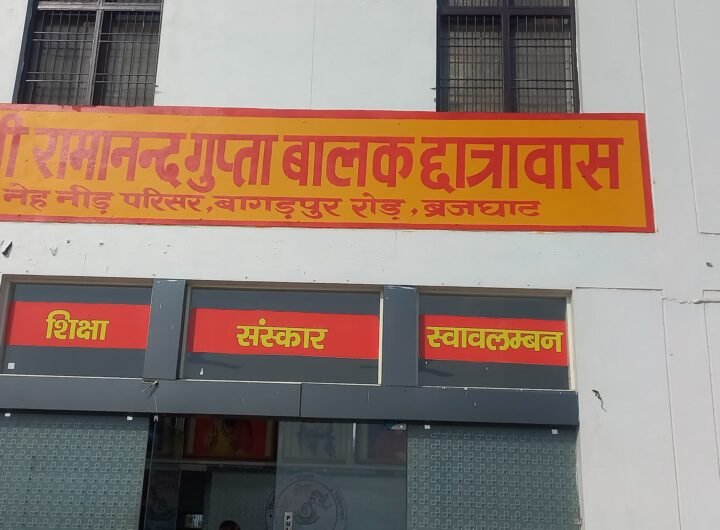 रामानन्द गुप्ता बालक छात्रावास
नेह नीड़ परिसर, बागड़पुर रोड़, ब्रजघाट
शिक्षा
संस्कार
स्वावलम्बन